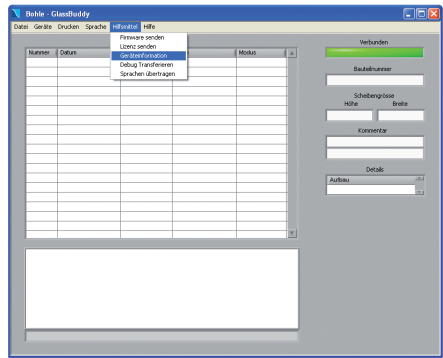 Bohle - GlassBuddy
Datei Geräte Drucken Sprache Hilfsmittel Hilfe
Firmware senden
Lizenz senden
Geräteinformation
Debug Transferieren
Sprachen übertragen
Nummer Datum Modus
Verbunden
Bauteilnummer
Scheibengrösse
Höhe Breite
Kommentar
Details
Aufbau